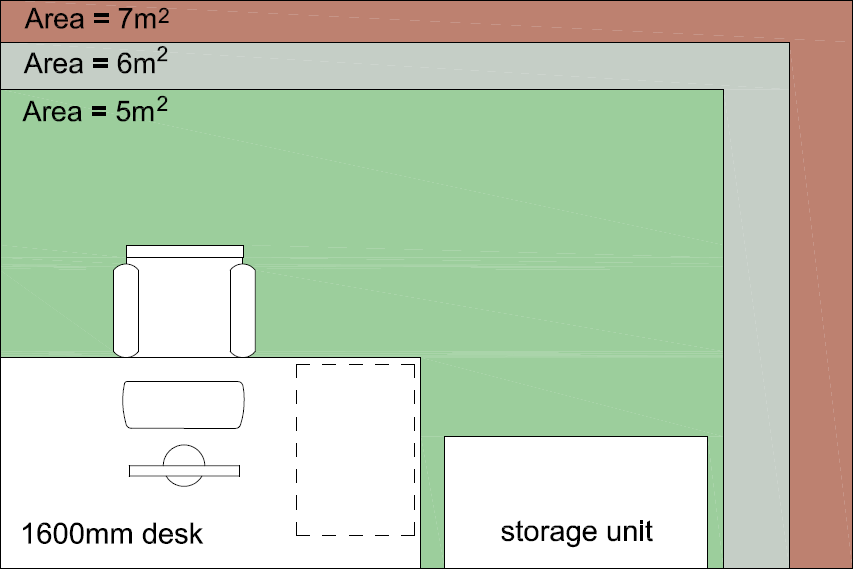 Area = 7m²
Area = 6m²
Area = 5m²
1600mm desk
storage unit